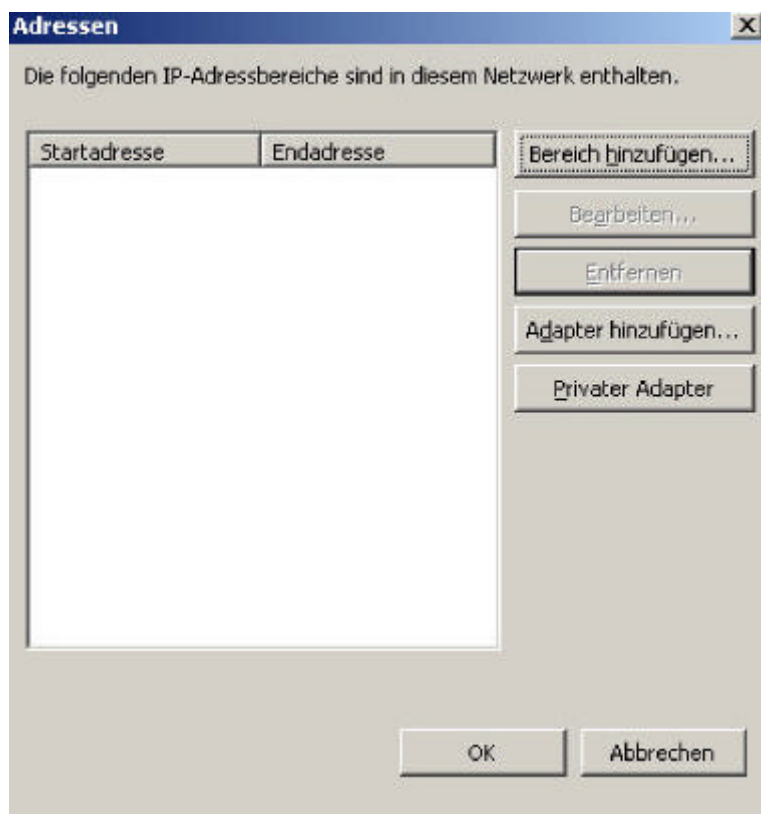 Adressen
Die folgenden IP-Adressbereiche sind in diesem Netzwerk enthalten.
Startadresse Endadresse
Bereich hinzufügen...
Bearbeiten...
Entfernen
Adapter hinzufügen...
Privater Adapter
OK Abbrechen